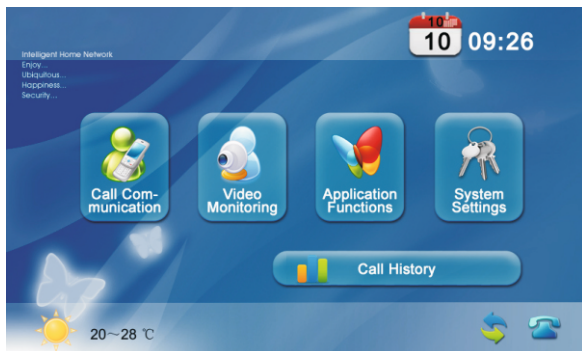 10
10 09:26
Intelligent Home Network
Enjoy...
Ubiquitous...
Happiness...
Security...
Call Com-
munication
Video
Monitoring
Application
Functions
System
Settings
Call History
20～28 ℃